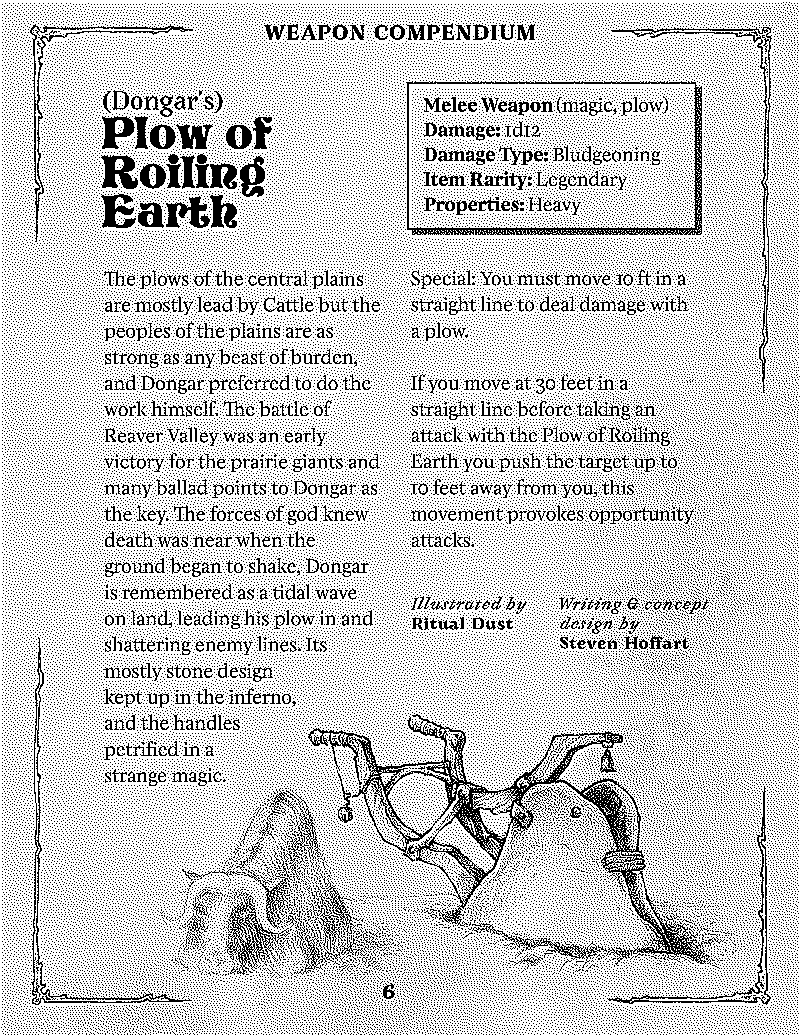 WEAPON COMPENDIUM
(Dongar's)
Plow of
Roiling
Earth
Melee Weapon (magic, plow)
Damage: 1d12
Damage Type: Bludgeoning
Item Rarity: Legendary
Properties: Heavy
The plows of the central plains
are mostly lead by Cattle but the
peoples of the plains are as
strong as any beast of burden,
and Dongar preferred to do the
work himself. The battle of
Reaver Valley was an early
victory for the prairie giants and
many ballad points to Dongar as
the key. The forces of god knew
death was near when the
ground began to shake, Dongar
is remembered as a tidal wave
on land, leading his plow in and
shattering enemy lines. Its
mostly stone design
kept up in the inferno,
and the handles
petrified in a
strange magic.
Special: You must move 10 ft in a
straight line to deal damage with
a plow.
If you move at 30 feet in a
straight line before taking an
attack with the Plow of Roiling
Earth you push the target up to
10 feet away from you, this
movement provokes opportunity
attacks.
Illustrated by
Ritual Dust
Writing & concept
design by
Steven Hoffart
6